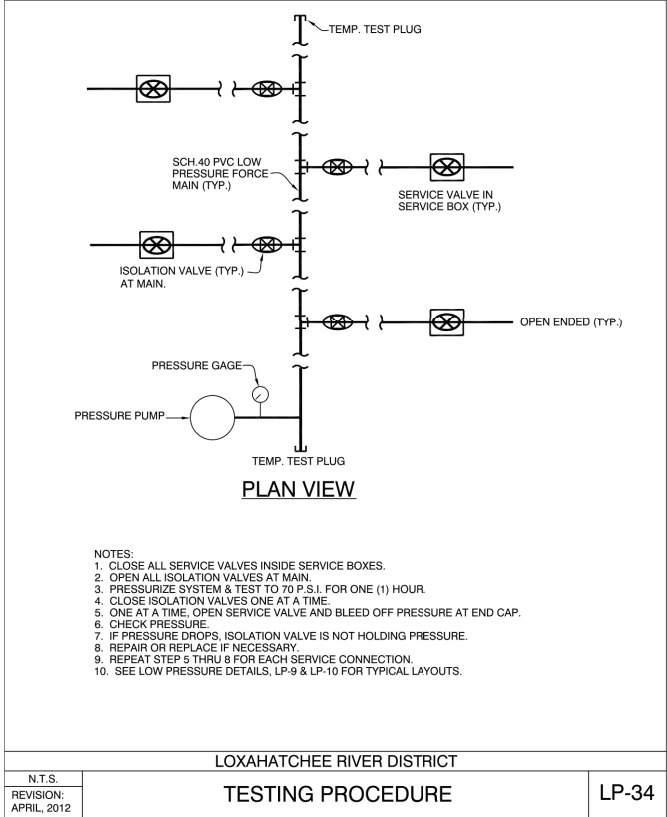 TEMP. TEST PLUG
SCH.40 PVC LOW
PRESSURE FORCE
MAIN (TYP.)
SERVICE VALVE IN
SERVICE BOX (TYP.)
ISOLATION VALVE (TYP.)
AT MAIN.
OPEN ENDED (TYP.)
PRESSURE GAGE
PRESSURE PUMP
TEMP. TEST PLUG
PLAN VIEW
NOTES:
1. CLOSE ALL SERVICE VALVES INSIDE SERVICE BOXES.
2. OPEN ALL ISOLATION VALVES AT MAIN.
3. PRESSURIZE SYSTEM & TEST TO 70 P.S.I. FOR ONE (1) HOUR.
4. CLOSE ISOLATION VALVES ONE AT A TIME.
5. ONE AT A TIME, OPEN SERVICE VALVE AND BLEED OFF PRESSURE AT END CAP.
6. CHECK PRESSURE.
7. IF PRESSURE DROPS, ISOLATION VALVE IS NOT HOLDING PRESSURE.
8. REPAIR OR REPLACE IF NECESSARY.
9. REPEAT STEP 5 THRU 8 FOR EACH SERVICE CONNECTION.
10. SEE LOW PRESSURE DETAILS, LP-9 & LP-10 FOR TYPICAL LAYOUTS.
LOXAHATCHEE RIVER DISTRICT
N.T.S.
REVISION:
APRIL, 2012
TESTING PROCEDURE
LP-34